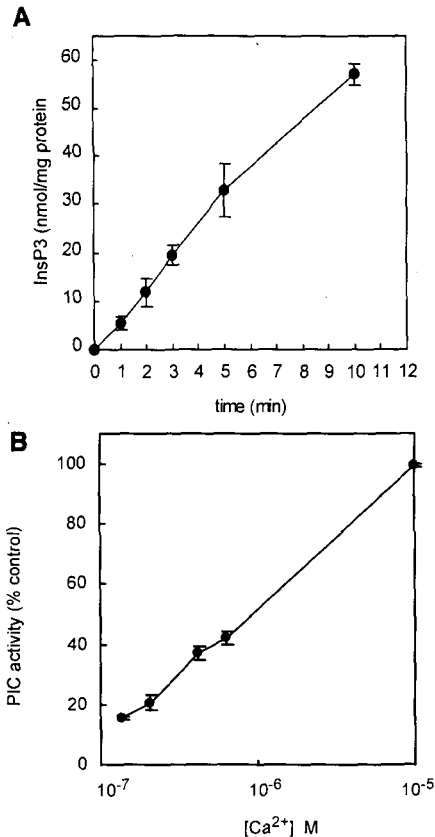 A
InsP3 (nmol/mg protein
60
50
40
30
20
10
0
0 1 2 3 4 5 6 7 8 9 10 11 12
time (min)
B
PIC activity (% control)
100
80
60
40
20
0
10-7 10-6 10-5
[Ca2+] M